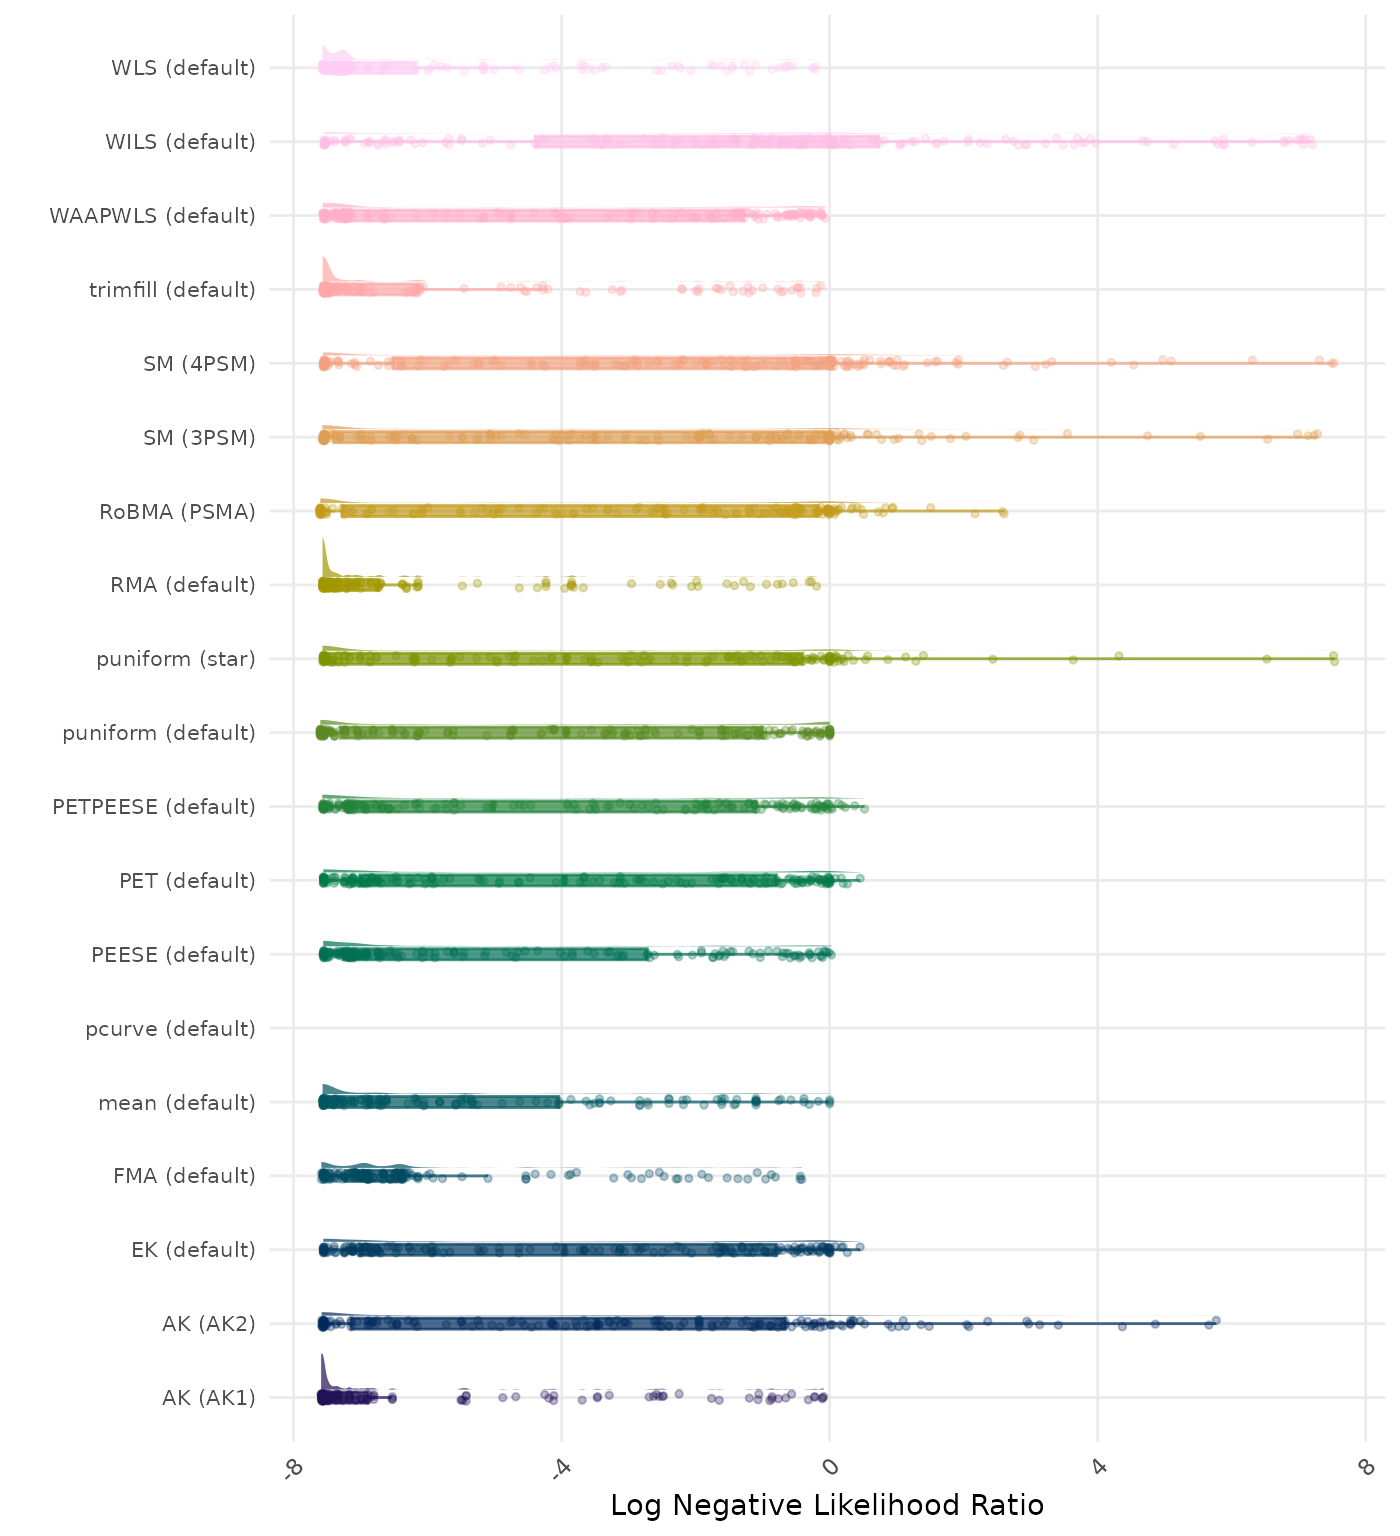 WLS (default)
WILS (default)
WAAPWLS (default)
trimfill (default)
SM (4PSM)
SM (3PSM)
RoBMA (PSMA)
RMA (default)
puniform (star)
puniform (default)
PETPEESE (default)
PET (default)
PEESE (default)
pcurve (default)
mean (default)
FMA (default)
EK (default)
AK (AK2)
AK (AK1)
-8 -4 0 4 8
Log Negative Likelihood Ratio